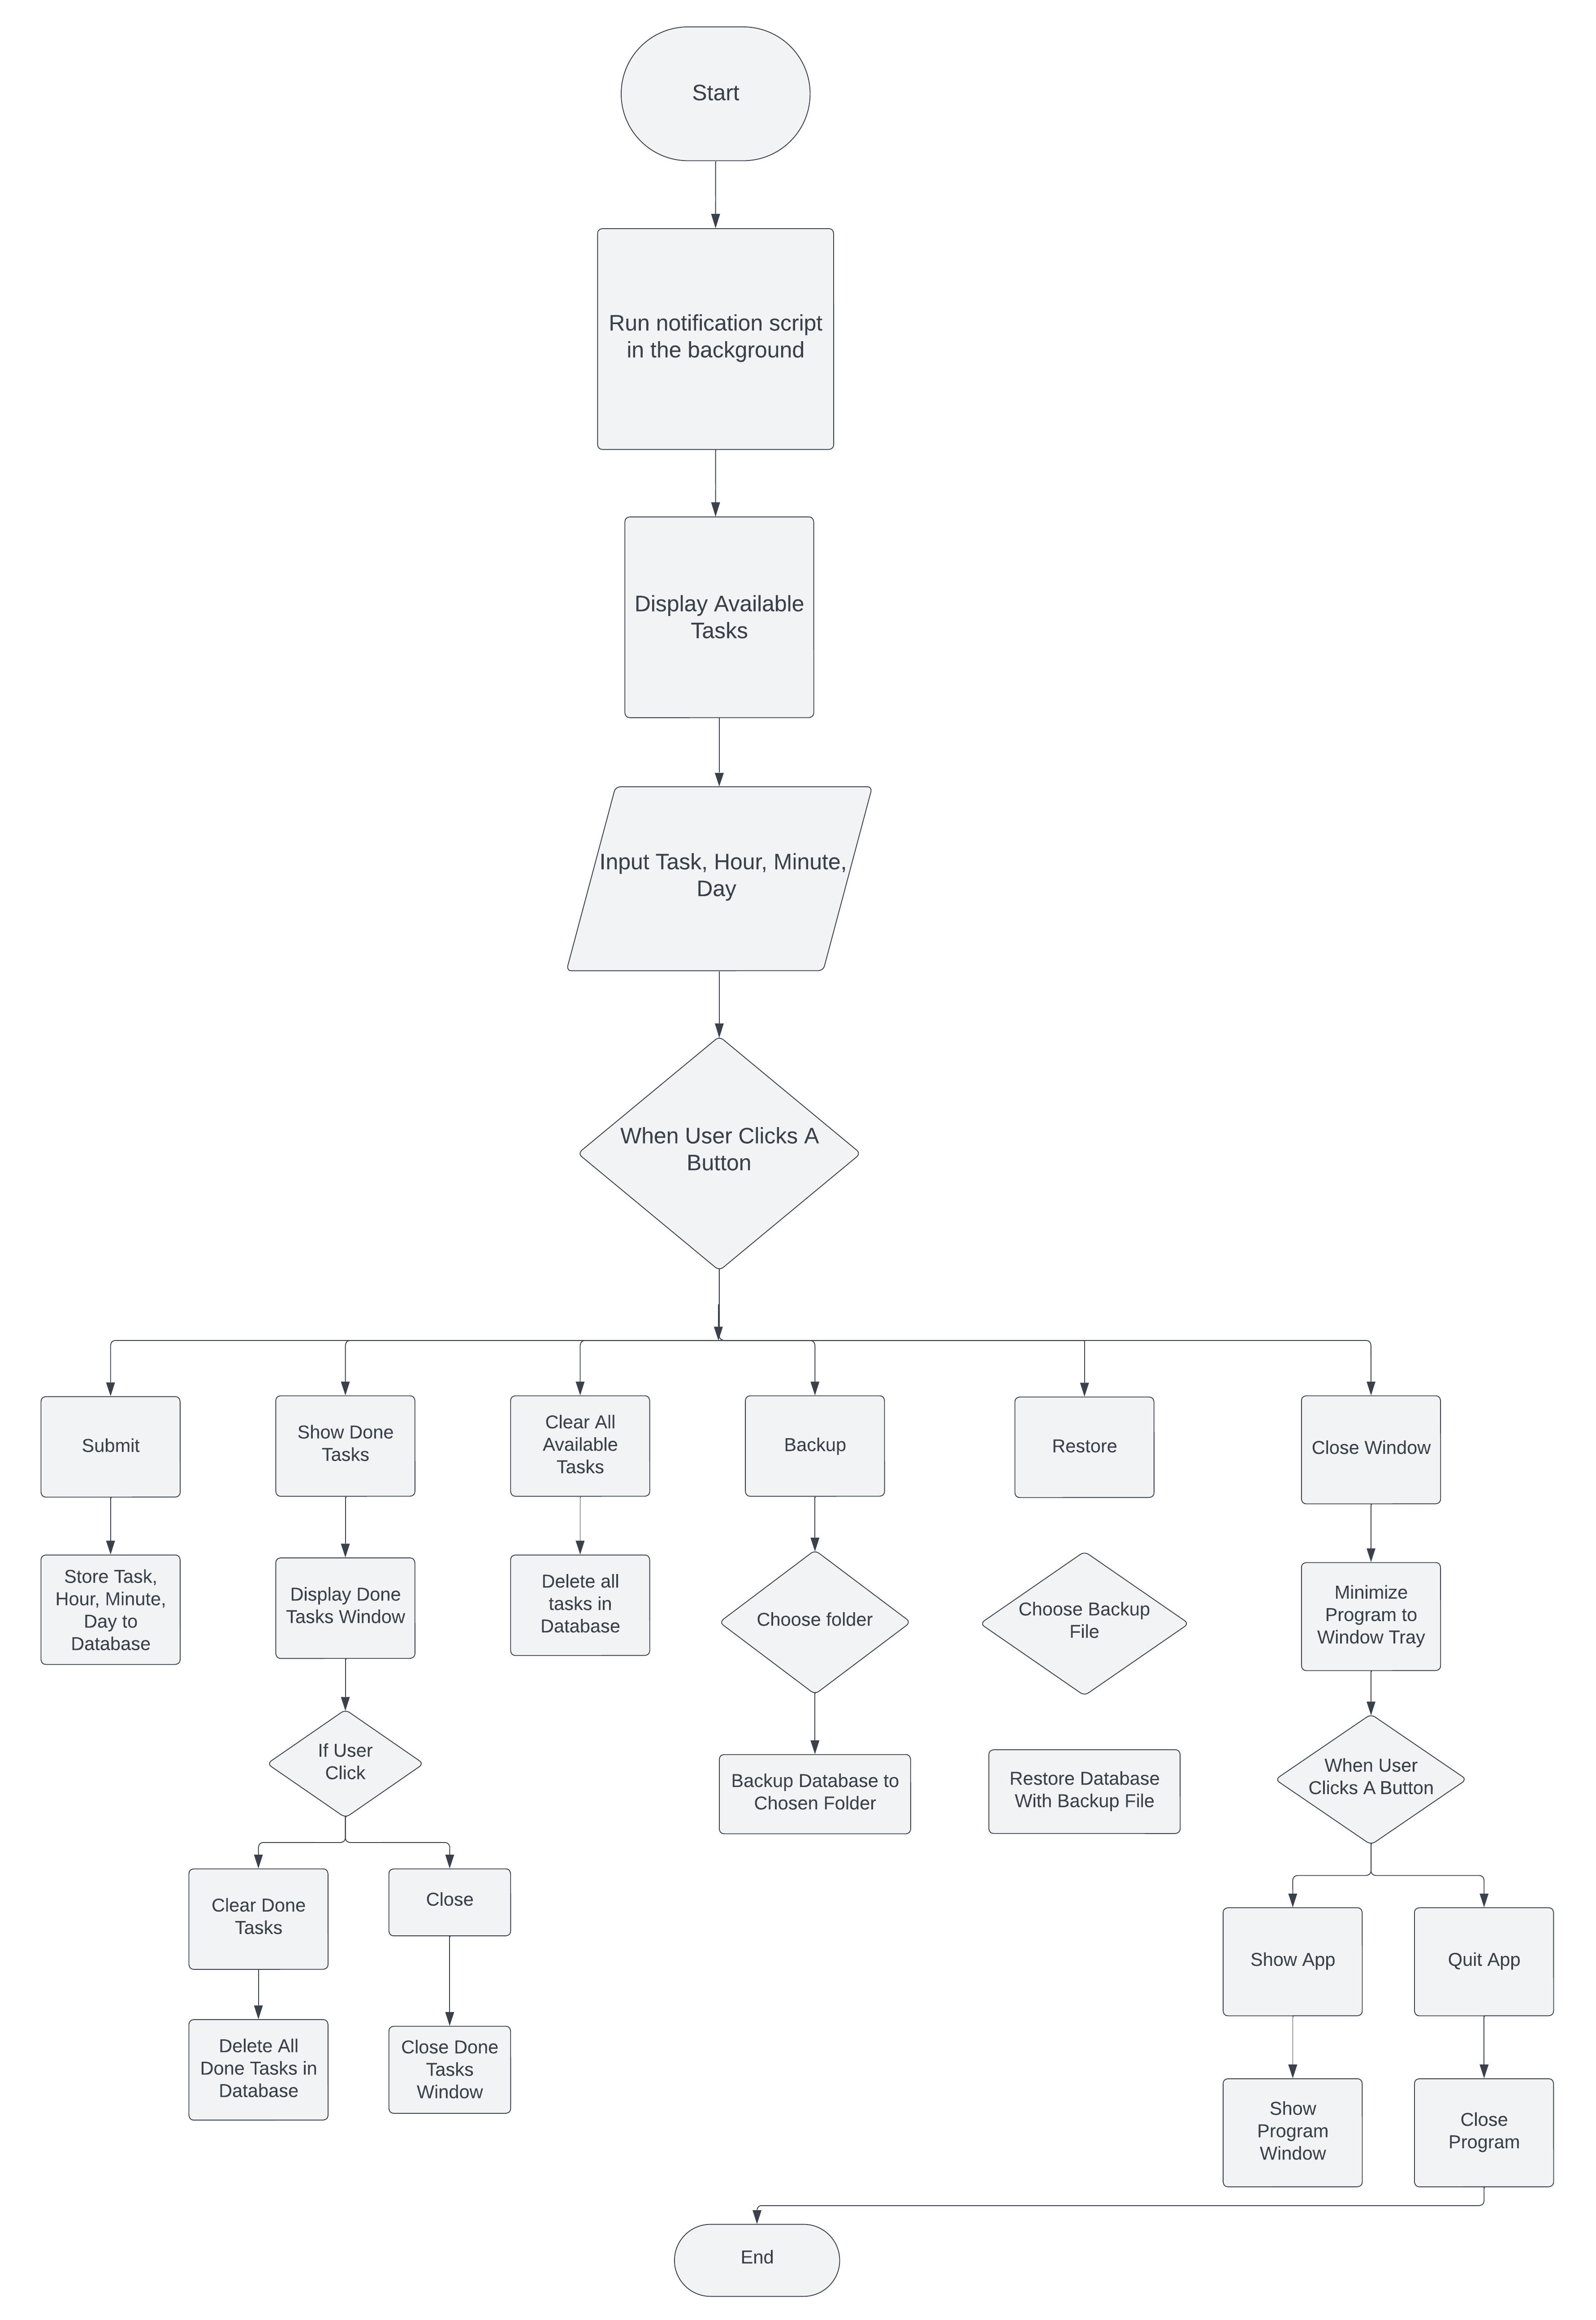 Start
Run notification script
in the background
Display Available
Tasks
Input Task, Hour, Minute,
Day
When User Clicks A
Button
Submit
Show Done
Tasks
Clear All
Available
Tasks
Backup
Restore
Close Window
Store Task,
Hour, Minute,
Day to
Database
Display Done
Tasks Window
Delete all
tasks in
Database
Choose folder
Choose Backup
File
Minimize
Program to
Window Tray
If User
Click
Backup Database to
Chosen Folder
Restore Database
With Backup File
When User
Clicks A Button
Clear Done
Tasks
Close
Show App
Quit App
Delete All
Done Tasks in
Database
Close Done
Tasks
Window
Show
Program
Window
Close
Program
End